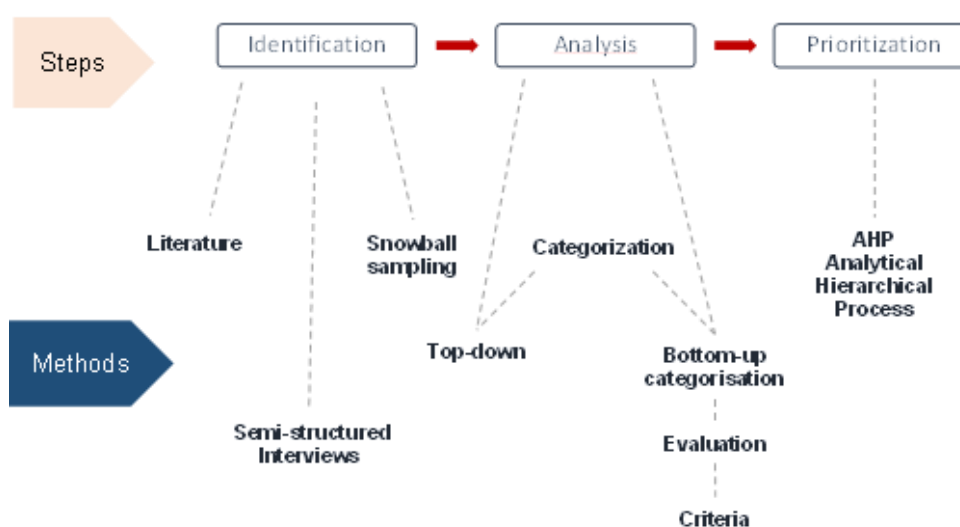 Steps
Identification
Analysis
Prioritization
Literature
Snowball
sampling
Categorization
AHP
Analytical
Hierarchical
Process
Methods
Top-down
Bottom-up
categorisation
Semi-structured
Interviews
Evaluation
Criteria